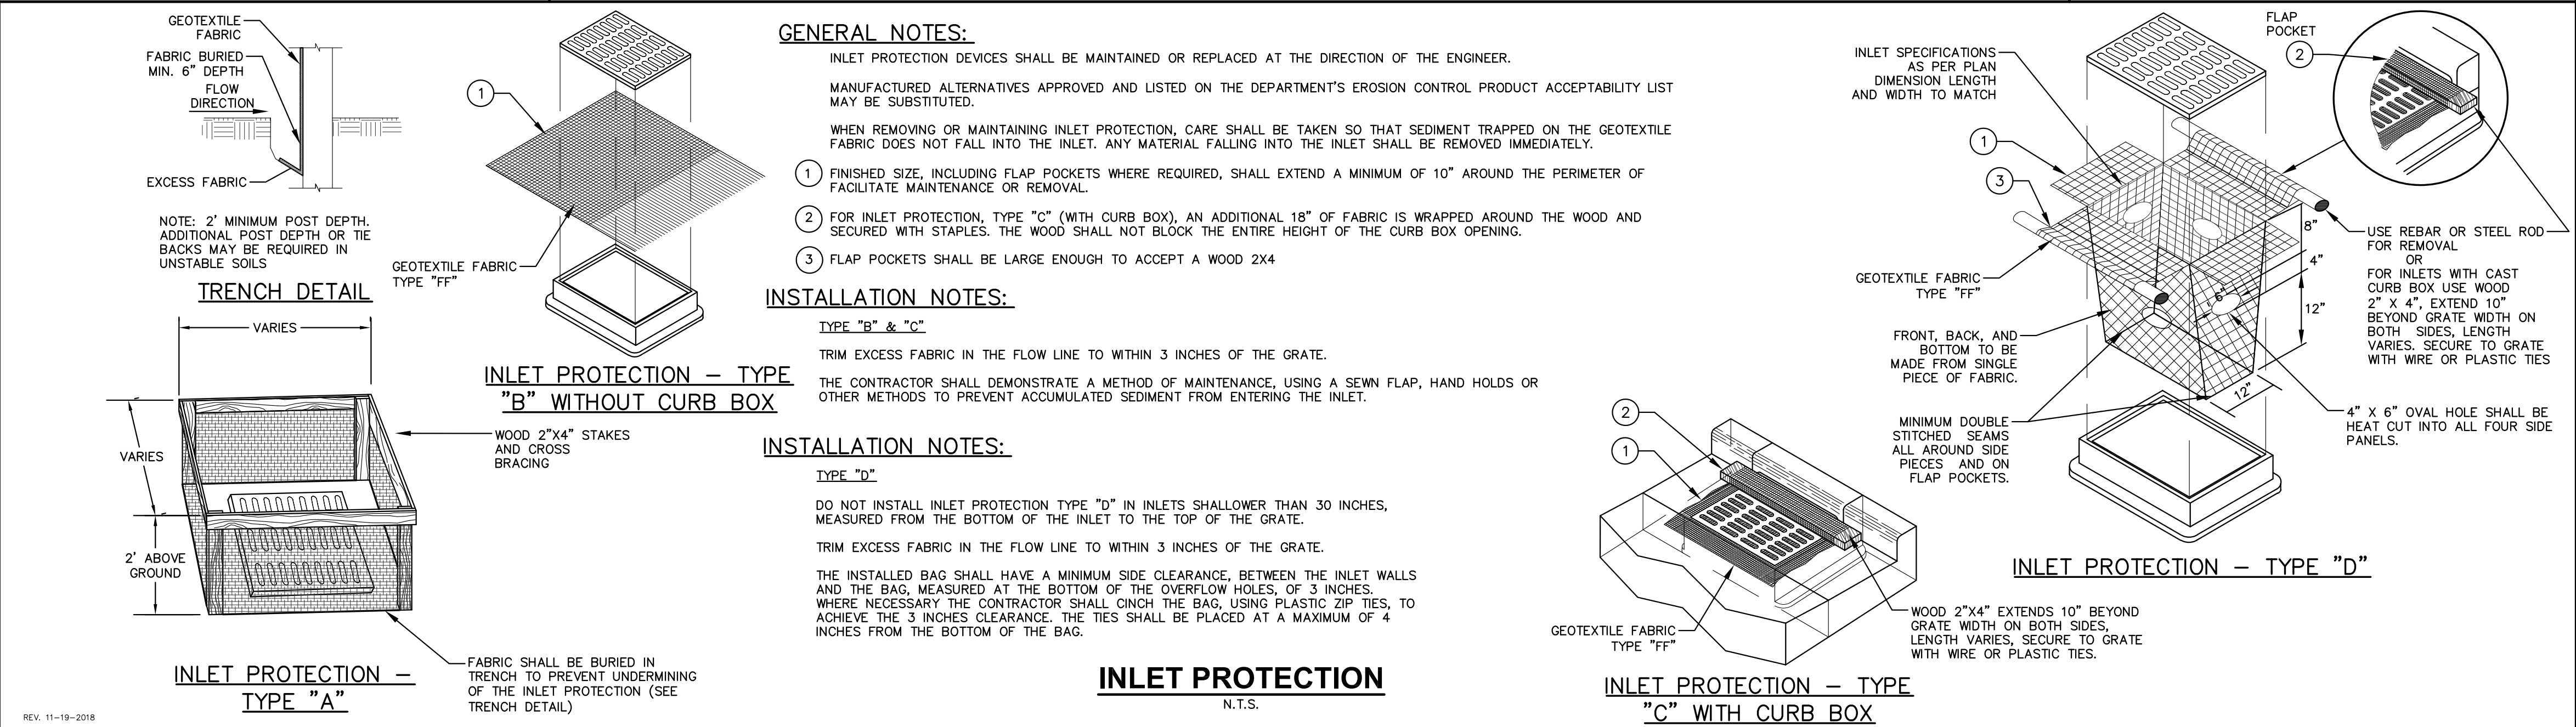 GEOTEXTILE
FABRIC
FABRIC BURIED
MIN. 6" DEPTH
FLOW
DIRECTION
EXCESS FABRIC
NOTE: 2' MINIMUM POST DEPTH.
ADDITIONAL POST DEPTH OR TIE
BACKS MAY BE REQUIRED IN
UNSTABLE SOILS
TRENCH DETAIL
VARIES
VARIES
2' ABOVE
GROUND
WOOD 2"X4" STAKES
AND CROSS
BRACING
FABRIC SHALL BE BURIED IN
TRENCH TO PREVENT UNDERMINING
OF THE INLET PROTECTION (SEE
TRENCH DETAIL)
INLET PROTECTION –
TYPE "A"
REV. 11-19-2018
1
GEOTEXTILE FABRIC
TYPE "FF"
INLET PROTECTION – TYPE
"B" WITHOUT CURB BOX
GENERAL NOTES:
INLET PROTECTION DEVICES SHALL BE MAINTAINED OR REPLACED AT THE DIRECTION OF THE ENGINEER.
MANUFACTURED ALTERNATIVES APPROVED AND LISTED ON THE DEPARTMENT'S EROSION CONTROL PRODUCT ACCEPTABILITY LIST
MAY BE SUBSTITUTED.
WHEN REMOVING OR MAINTAINING INLET PROTECTION, CARE SHALL BE TAKEN SO THAT SEDIMENT TRAPPED ON THE GEOTEXTILE
FABRIC DOES NOT FALL INTO THE INLET. ANY MATERIAL FALLING INTO THE INLET SHALL BE REMOVED IMMEDIATELY.
1 FINISHED SIZE, INCLUDING FLAP POCKETS WHERE REQUIRED, SHALL EXTEND A MINIMUM OF 10" AROUND THE PERIMETER OF
FACILITATE MAINTENANCE OR REMOVAL.
2 FOR INLET PROTECTION, TYPE "C" (WITH CURB BOX), AN ADDITIONAL 18" OF FABRIC IS WRAPPED AROUND THE WOOD AND
SECURED WITH STAPLES. THE WOOD SHALL NOT BLOCK THE ENTIRE HEIGHT OF THE CURB BOX OPENING.
3 FLAP POCKETS SHALL BE LARGE ENOUGH TO ACCEPT A WOOD 2X4
INSTALLATION NOTES:
TYPE "B" & "C"
TRIM EXCESS FABRIC IN THE FLOW LINE TO WITHIN 3 INCHES OF THE GRATE.
THE CONTRACTOR SHALL DEMONSTRATE A METHOD OF MAINTENANCE, USING A SEWN FLAP, HAND HOLDS OR
OTHER METHODS TO PREVENT ACCUMULATED SEDIMENT FROM ENTERING THE INLET.
INSTALLATION NOTES:
TYPE "D"
DO NOT INSTALL INLET PROTECTION TYPE "D" IN INLETS SHALLOWER THAN 30 INCHES,
MEASURED FROM THE BOTTOM OF THE INLET TO THE TOP OF THE GRATE.
TRIM EXCESS FABRIC IN THE FLOW LINE TO WITHIN 3 INCHES OF THE GRATE.
THE INSTALLED BAG SHALL HAVE A MINIMUM SIDE CLEARANCE, BETWEEN THE INLET WALLS
AND THE BAG, MEASURED AT THE BOTTOM OF THE OVERFLOW HOLES, OF 3 INCHES.
WHERE NECESSARY THE CONTRACTOR SHALL CINCH THE BAG, USING PLASTIC ZIP TIES, TO
ACHIEVE THE 3 INCHES CLEARANCE. THE TIES SHALL BE PLACED AT A MAXIMUM OF 4
INCHES FROM THE BOTTOM OF THE BAG.
INLET PROTECTION
N.T.S.
2
1
GEOTEXTILE FABRIC
TYPE "FF"
WOOD 2"X4" EXTENDS 10" BEYOND
GRATE WIDTH ON BOTH SIDES,
LENGTH VARIES, SECURE TO GRATE
WITH WIRE OR PLASTIC TIES.
INLET PROTECTION – TYPE
"C" WITH CURB BOX
INLET SPECIFICATIONS
AS PER PLAN
DIMENSION LENGTH
AND WIDTH TO MATCH
1
3
GEOTEXTILE FABRIC
TYPE "FF"
FRONT, BACK, AND
BOTTOM TO BE
MADE FROM SINGLE
PIECE OF FABRIC.
MINIMUM DOUBLE
STITCHED SEAMS
ALL AROUND SIDE
PIECES AND ON
FLAP POCKETS.
FLAP
POCKET
2
8"
4"
6"
12"
12"
USE REBAR OR STEEL ROD
FOR REMOVAL
OR
FOR INLETS WITH CAST
CURB BOX USE WOOD
2" X 4", EXTEND 10"
BEYOND GRATE WIDTH ON
BOTH SIDES, LENGTH
VARIES. SECURE TO GRATE
WITH WIRE OR PLASTIC TIES
4" X 6" OVAL HOLE SHALL BE
HEAT CUT INTO ALL FOUR SIDE
PANELS.
INLET PROTECTION – TYPE "D"